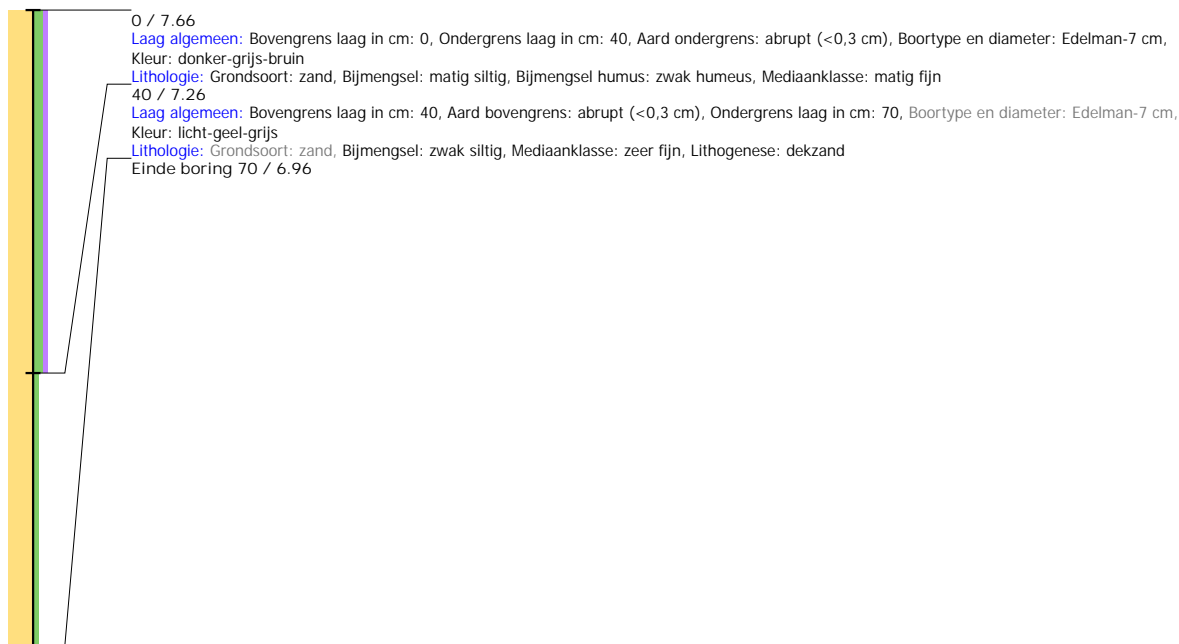 0 / 7.66
Laag algemeen: Bovengrens laag in cm: 0, Ondergrens laag in cm: 40, Aard ondergrens: abrupt (<0,3 cm), Boortype en diameter: Edelman-7 cm,
Kleur: donker-grijs-bruin
Lithologie: Grondsoort: zand, Bijmengsel: matig siltig, Bijmengsel humus: zwak humeus, Mediaanklasse: matig fijn
40 / 7.26
Laag algemeen: Bovengrens laag in cm: 40, Aard bovengrens: abrupt (<0,3 cm), Ondergrens laag in cm: 70, Boortype en diameter: Edelman-7 cm,
Kleur: licht-geel-grijs
Lithologie: Grondsoort: zand, Bijmengsel: zwak siltig, Mediaanklasse: zeer fijn, Lithogenese: dekzand
Einde boring 70 / 6.96